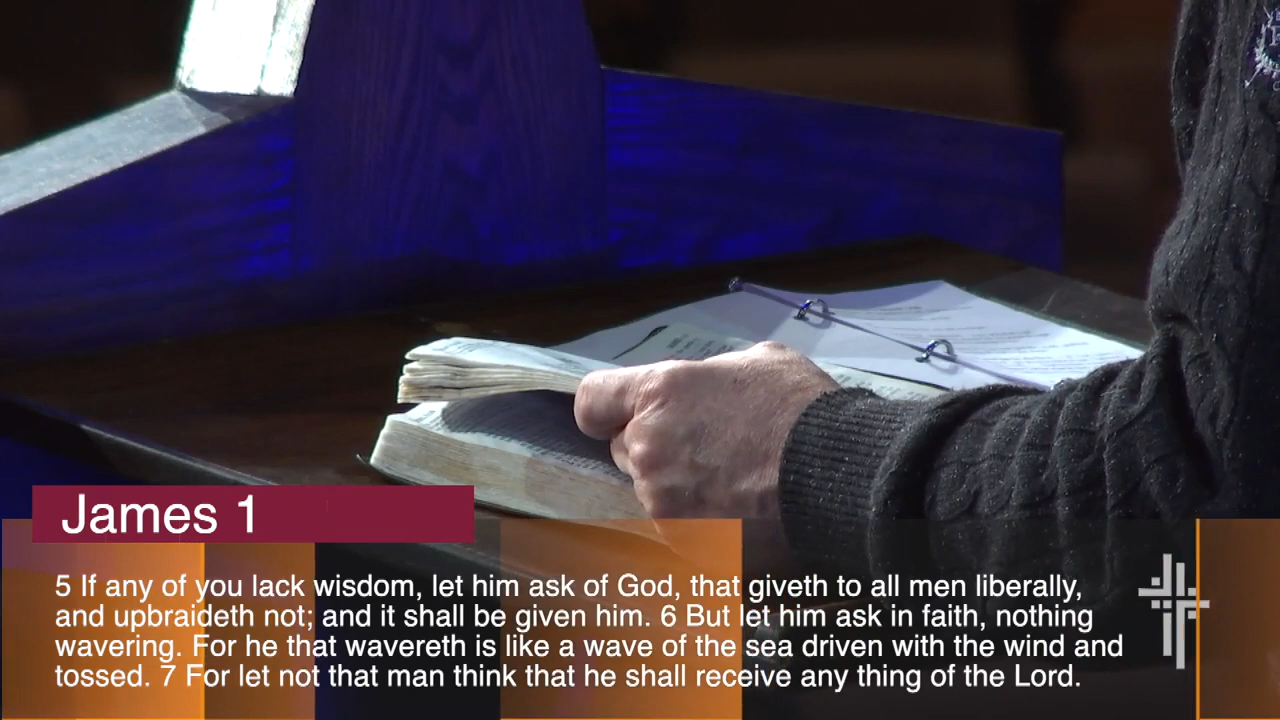 James 1
5 If any of you lack wisdom, let him ask of God, that giveth to all men liberally,
and upbraideth not; and it shall be given him. 6 But let him ask in faith, nothing
wavering. For he that wavereth is like a wave of the sea driven with the wind and
tossed. 7 For let not that man think that he shall receive any thing of the Lord.